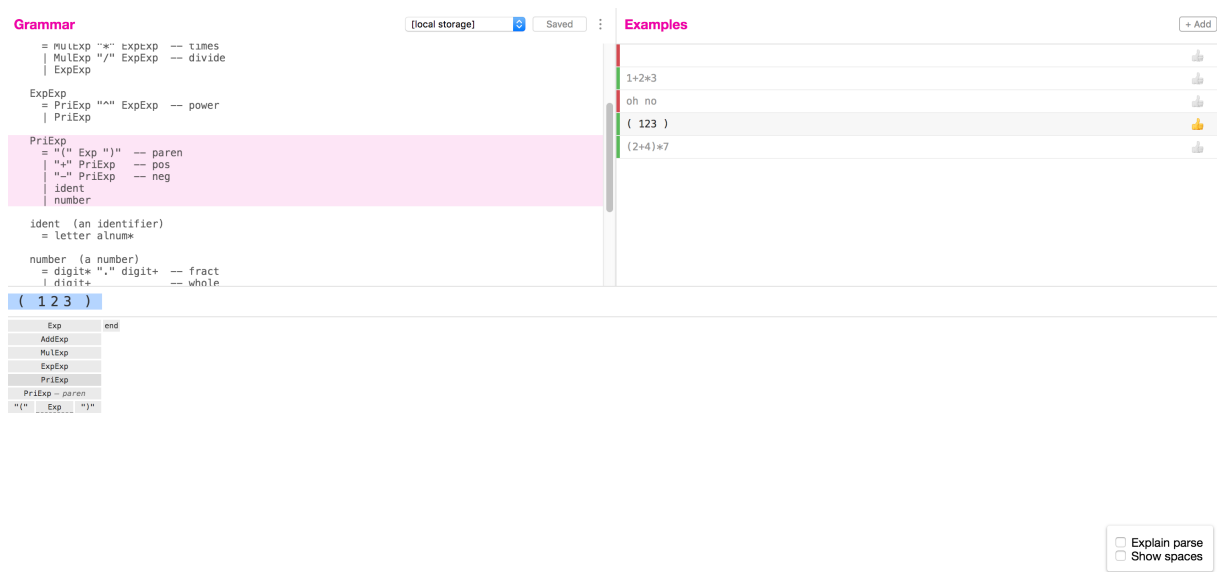 Grammar
[local storage]
Saved
Examples
+ Add
= MulExp "*" ExpExp -- times
| MulExp "/" ExpExp -- divide
| ExpExp
ExpExp
= PriExp "^" ExpExp -- power
| PriExp
PriExp
= "(" Exp ")" -- paren
| "+" PriExp -- pos
| "-" PriExp -- neg
| ident
| number
ident (an identifier)
= letter alnum*
number (a number)
= digit* "." digit+ -- fract
| digit+ -- whole
1+2*3
oh no
( 123 )
(2+4)*7
( 123 )
Exp end
AddExp
MulExp
ExpExp
PriExp
PriExp – paren
"(" Exp ")"
Explain parse
Show spaces